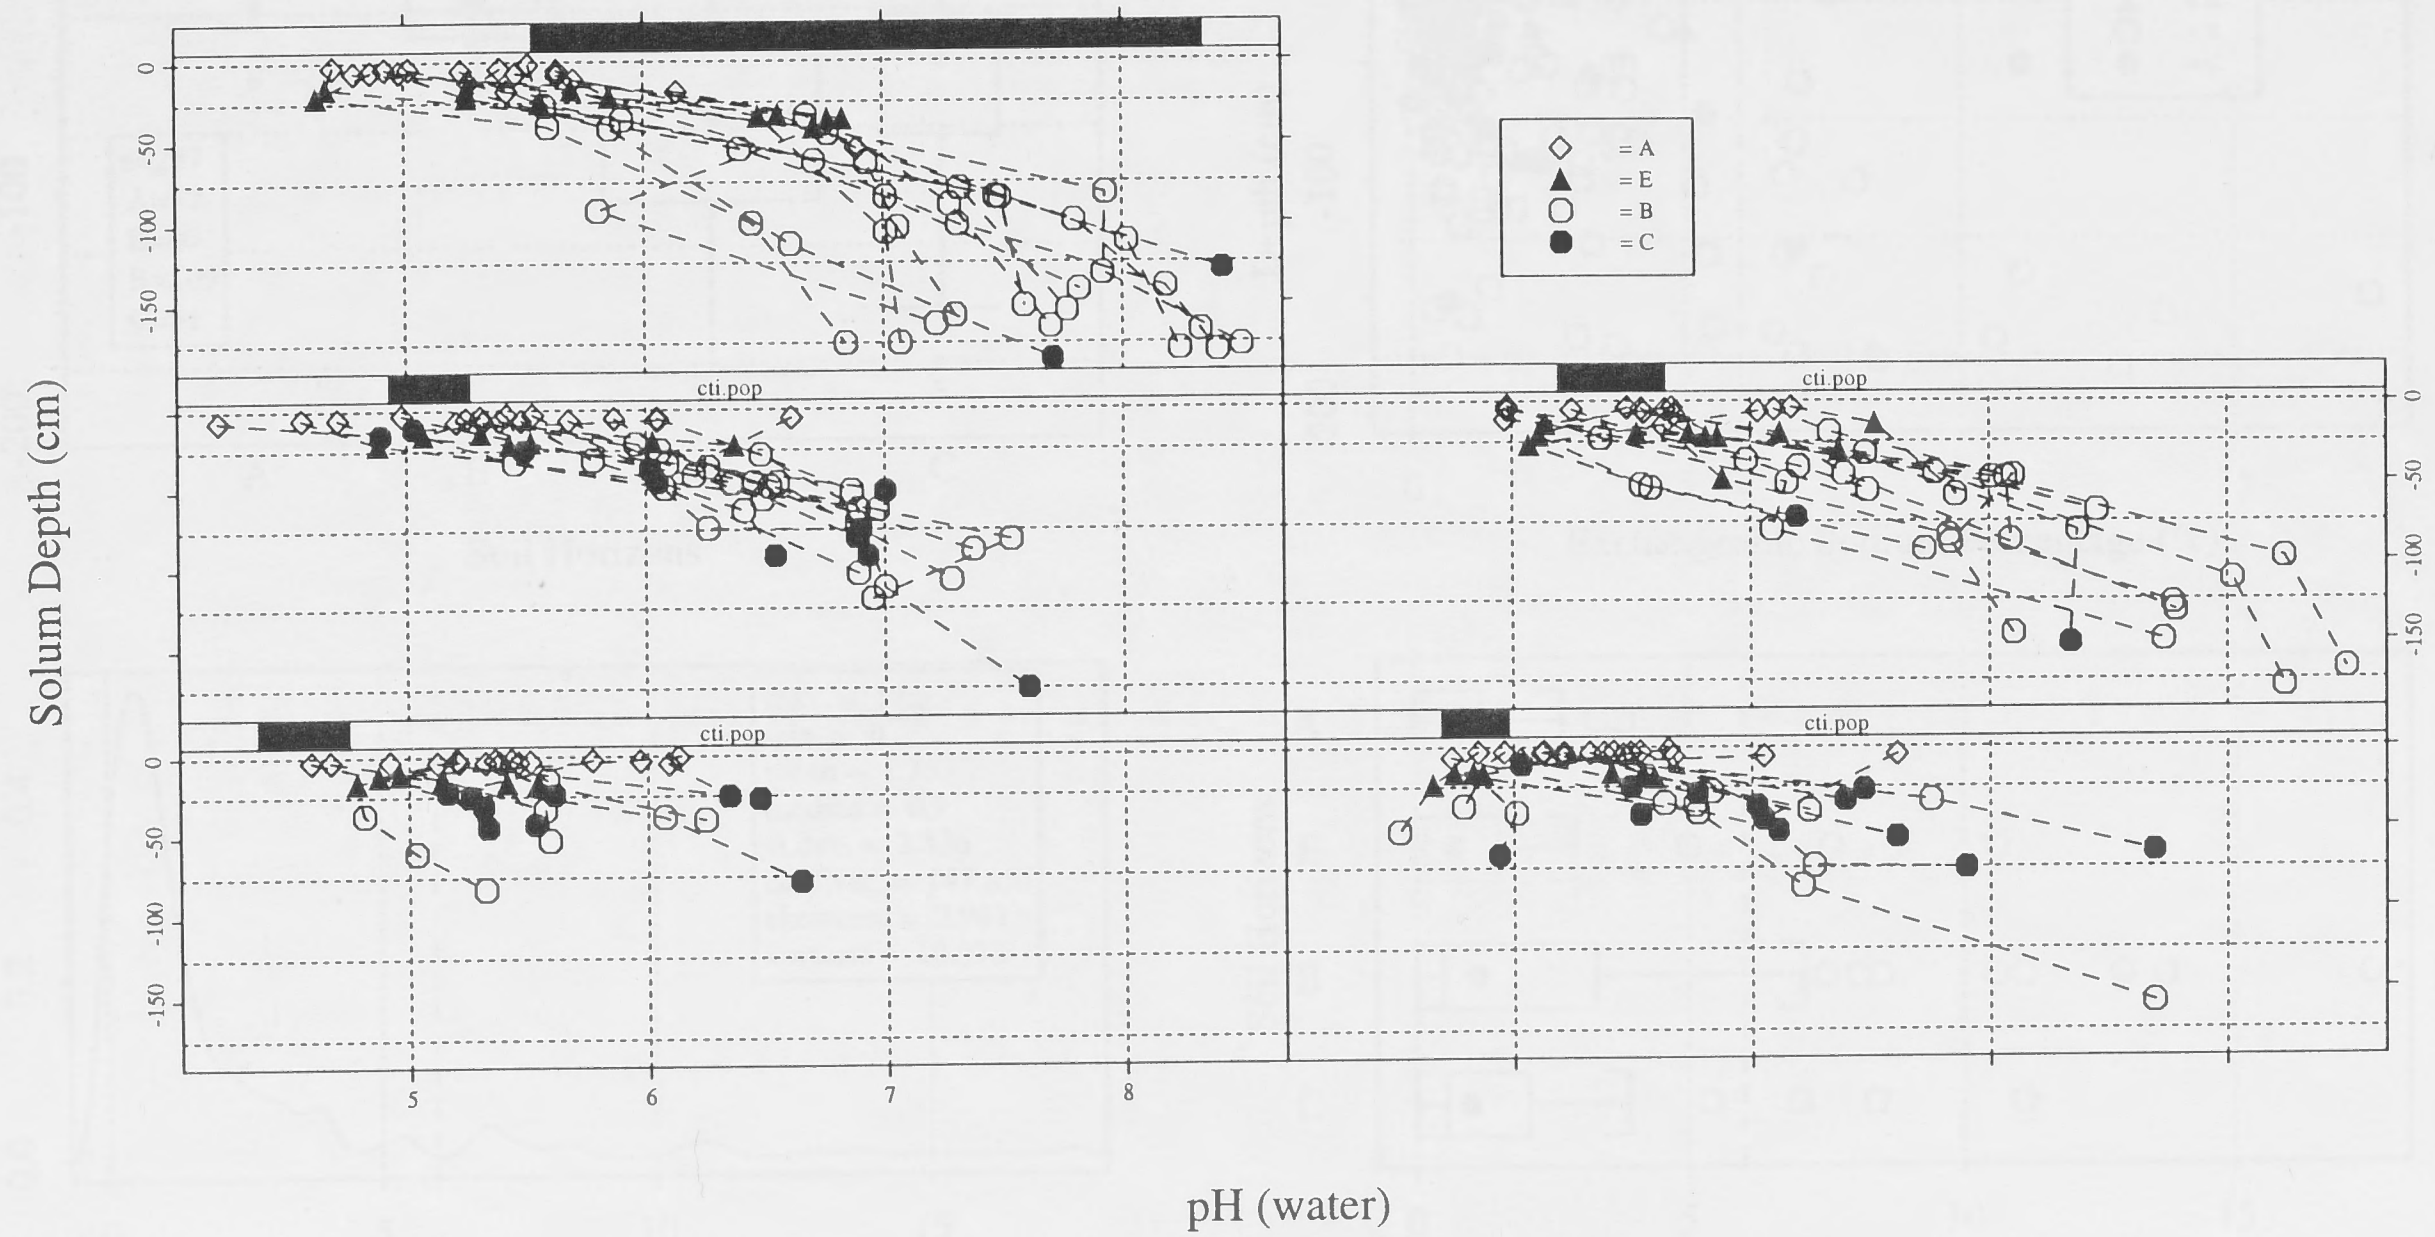 Solum Depth (cm)
0
-50
-100
-150
= A
= E
= B
= C
cti.pop
cti.pop
0
-50
-100
-150
cti.pop
cti.pop
0
-50
-100
-150
5 6 7 8
pH (water)